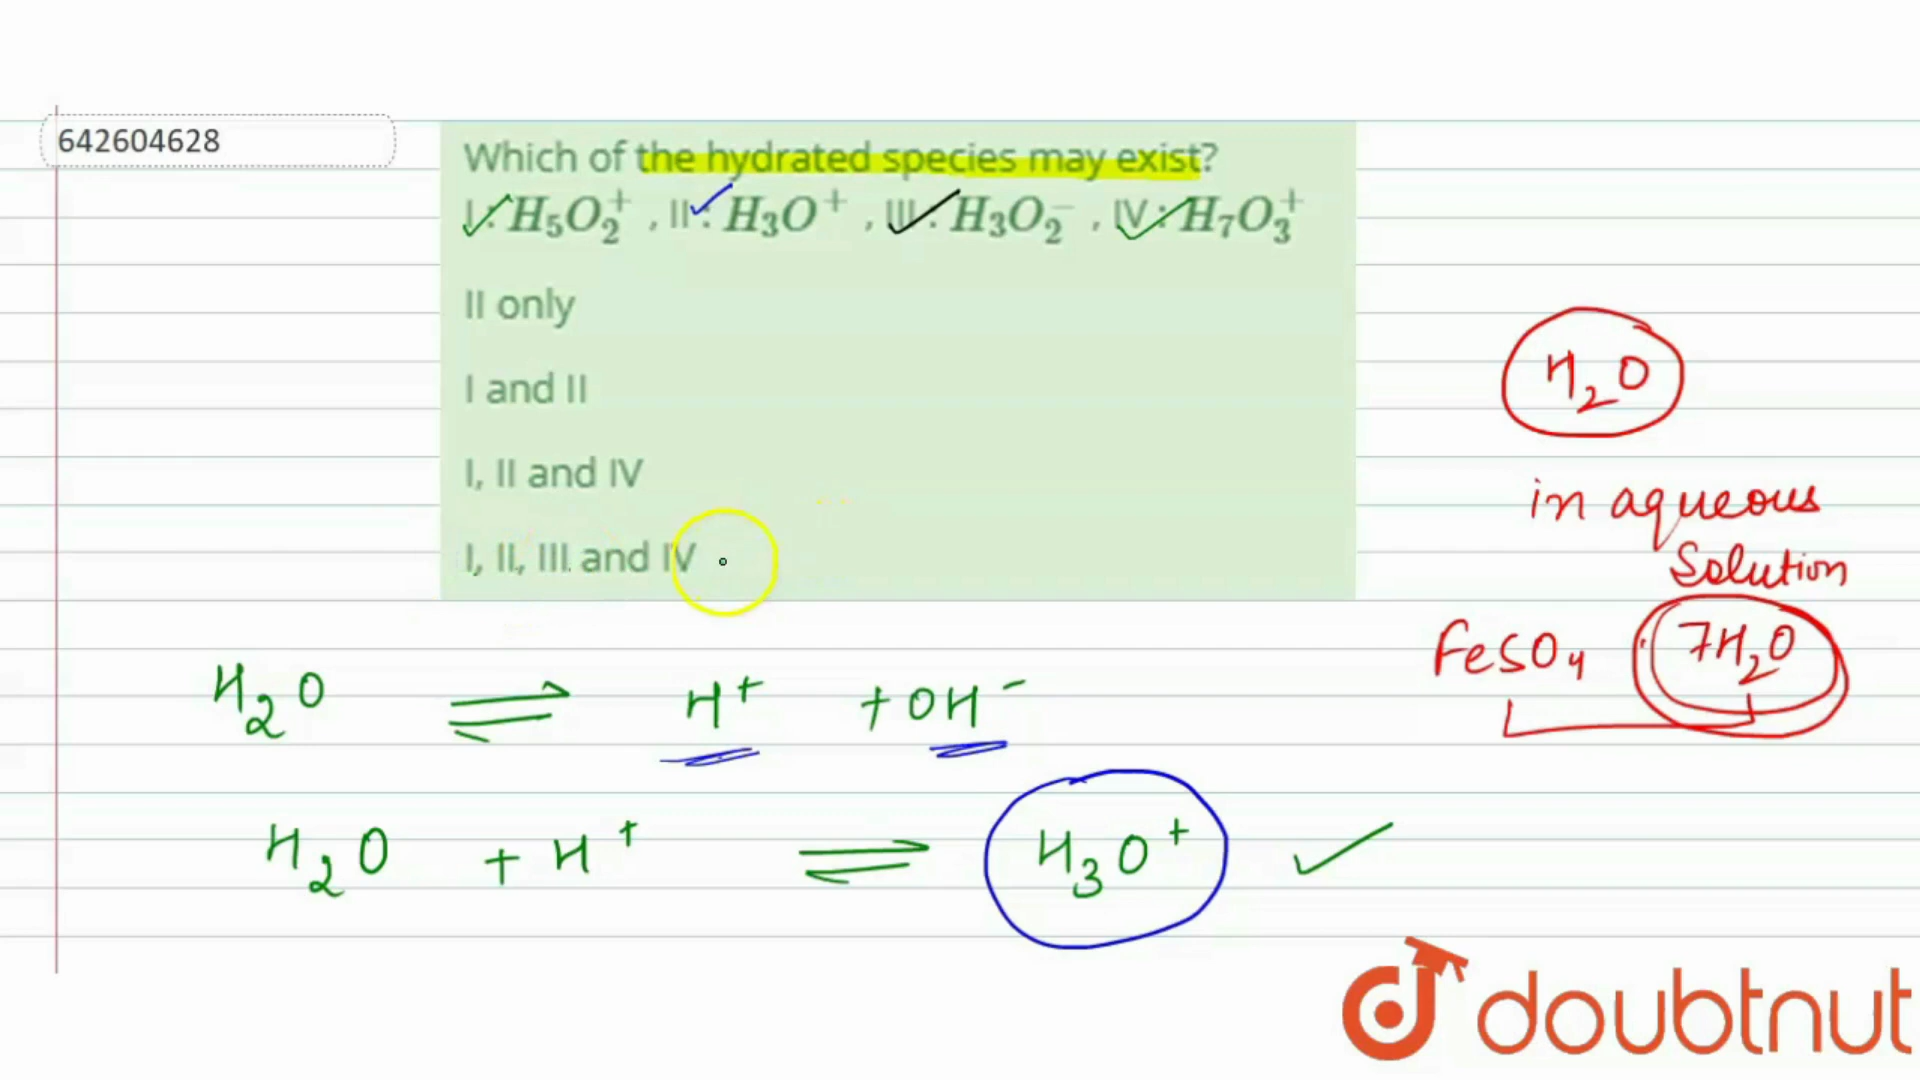 642604628
Which of the hydrated species may exist?
I : H₅O₂⁺ , II : H₃O⁺ , III : H₃O₂⁻ , IV : H₇O₃⁺
II only
I and II
I, II and IV
I, II, III and IV
H₂O
in aqueous
Solution
FeSO₄ 7H₂O
H₂O ⇌ H⁺ + OH⁻
H₂O + H⁺ ⇌ H₃O⁺
doubtnut